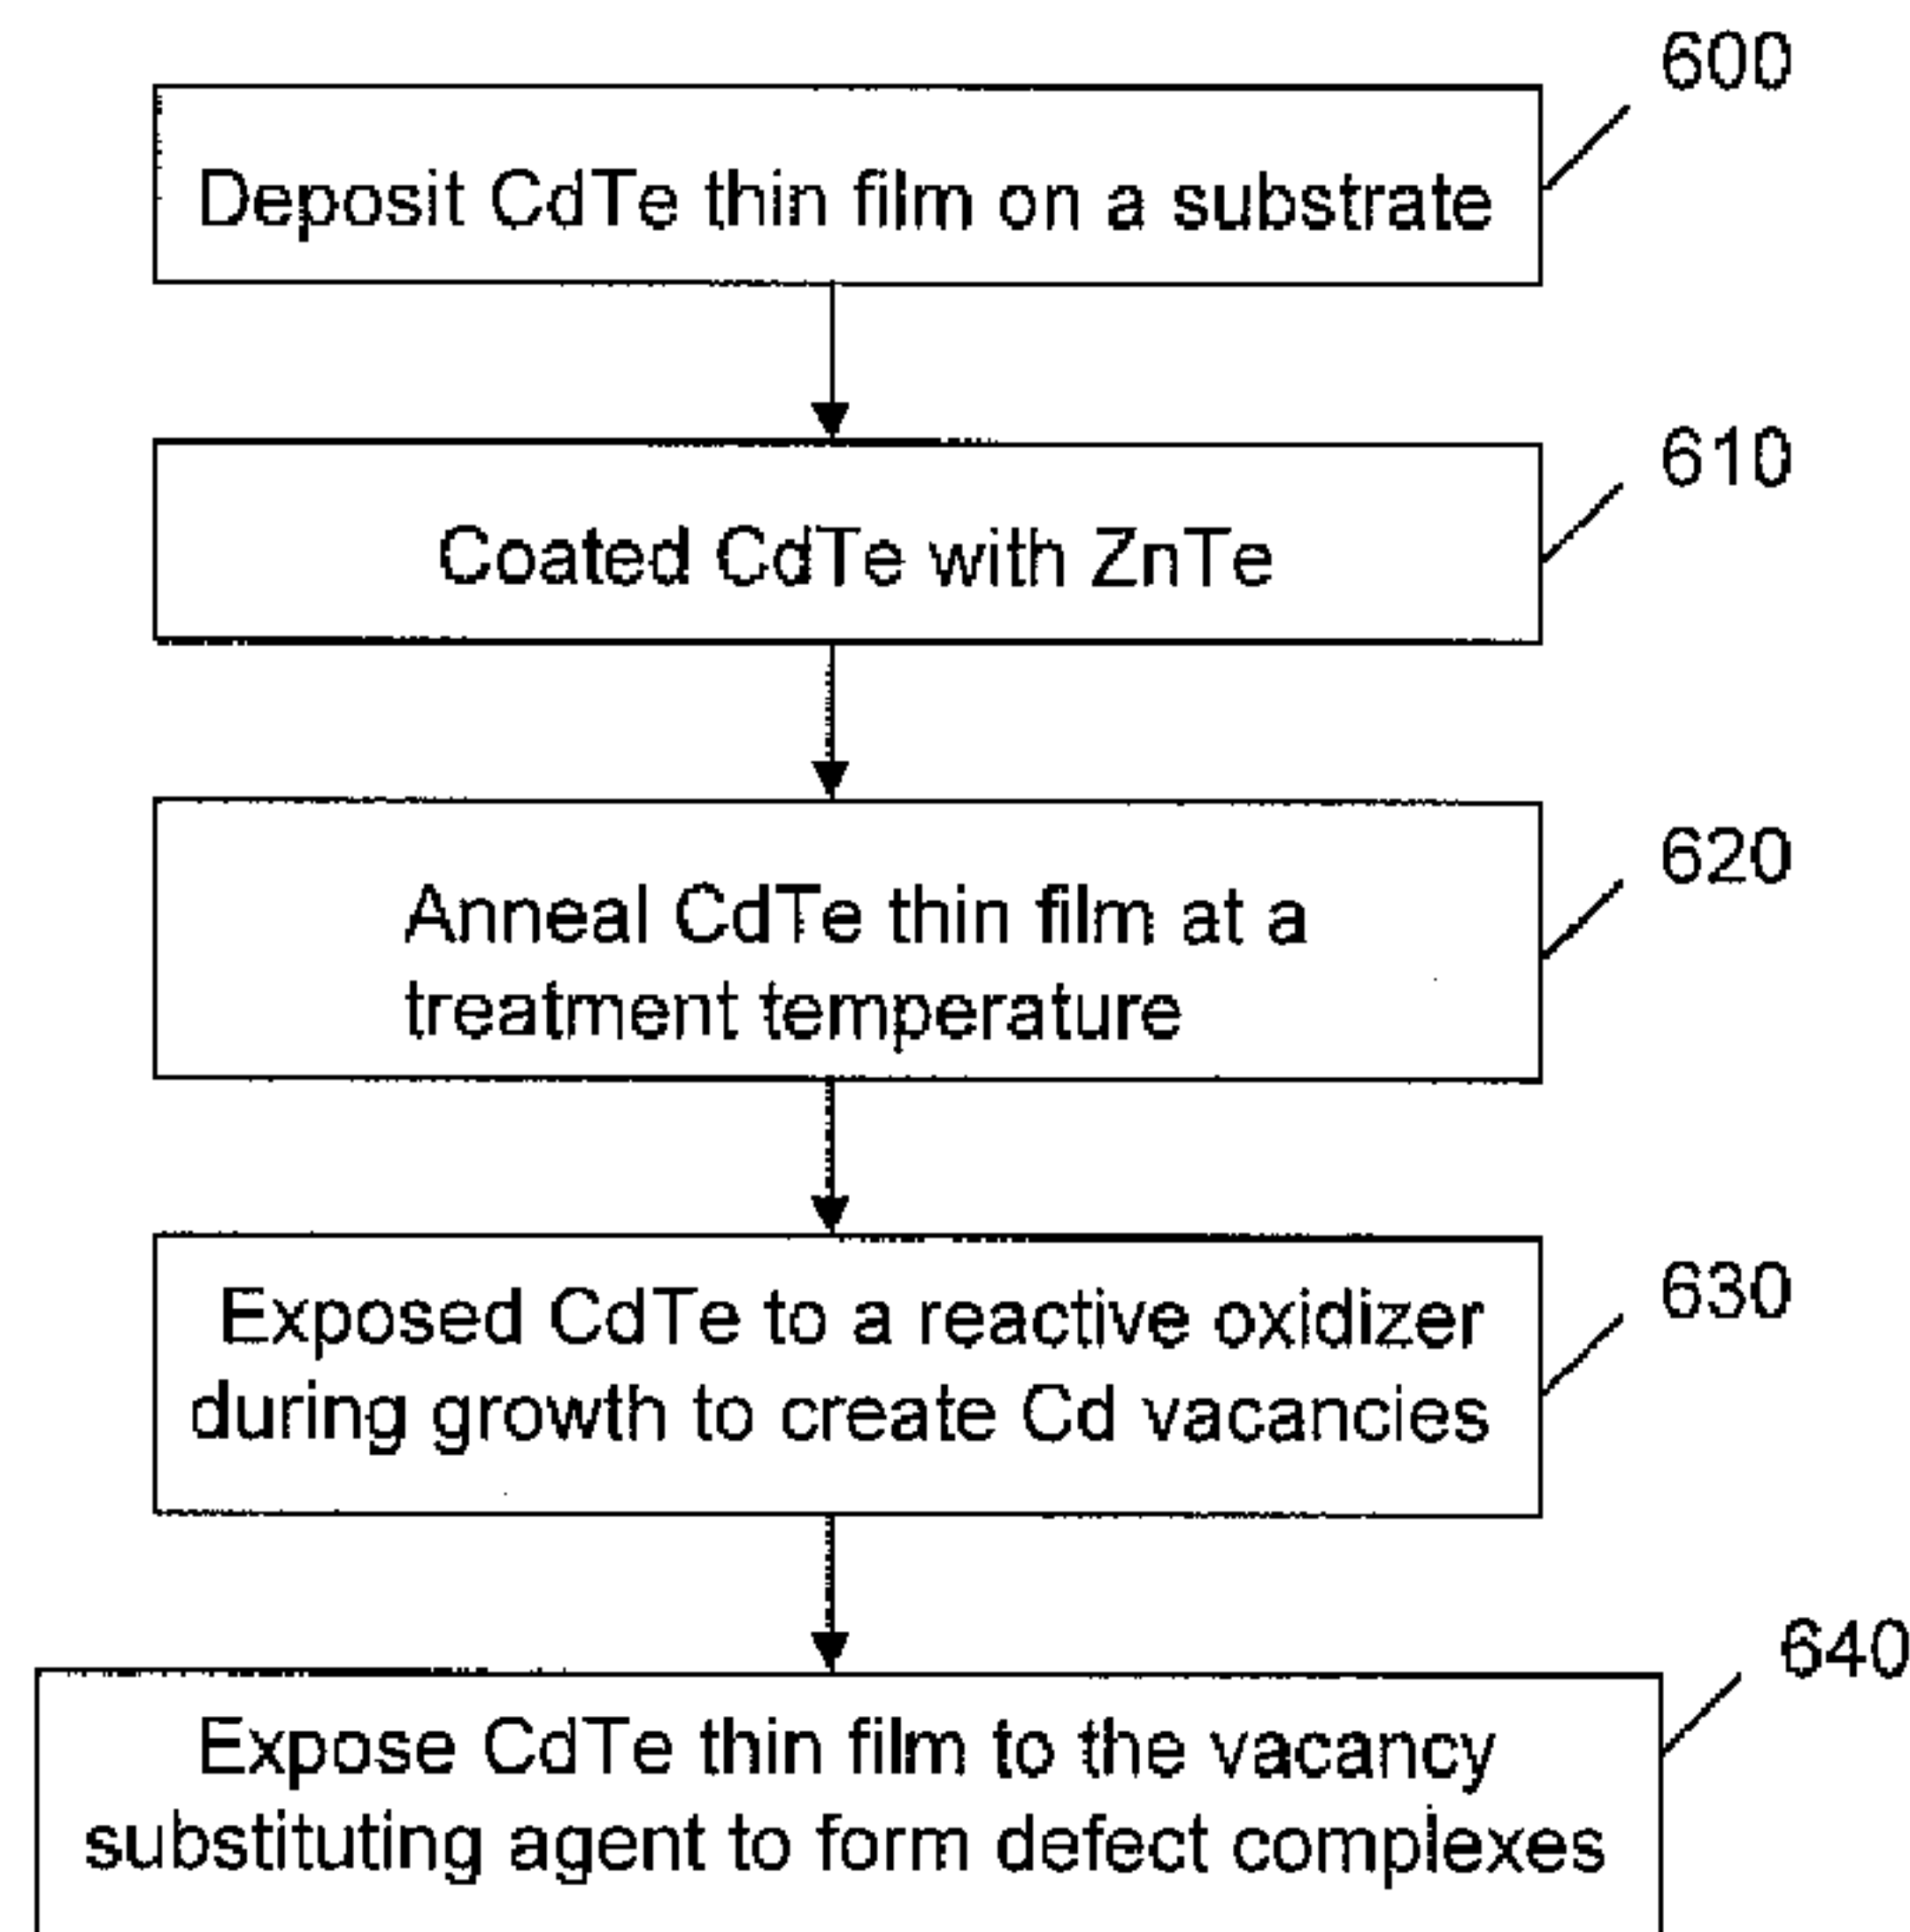 600
Deposit CdTe thin film on a substrate
610
Coated CdTe with ZnTe
620
Anneal CdTe thin film at a
treatment temperature
630
Exposed CdTe to a reactive oxidizer
during growth to create Cd vacancies
640
Expose CdTe thin film to the vacancy
substituting agent to form defect complexes